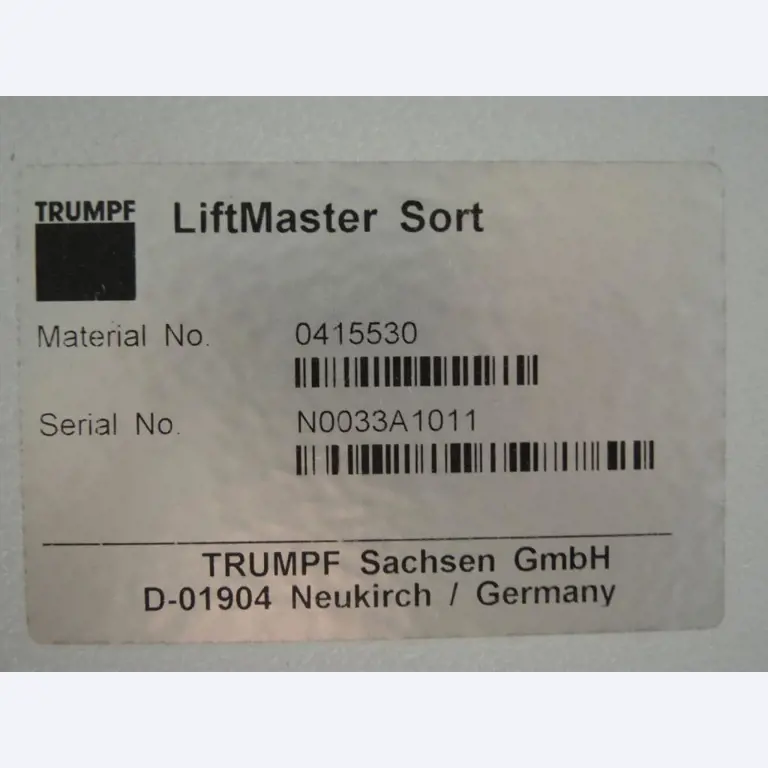 TRUMPF LiftMaster Sort
Material No. 0415530
Serial No. N0033A1011
TRUMPF Sachsen GmbH
D-01904 Neukirch / Germany